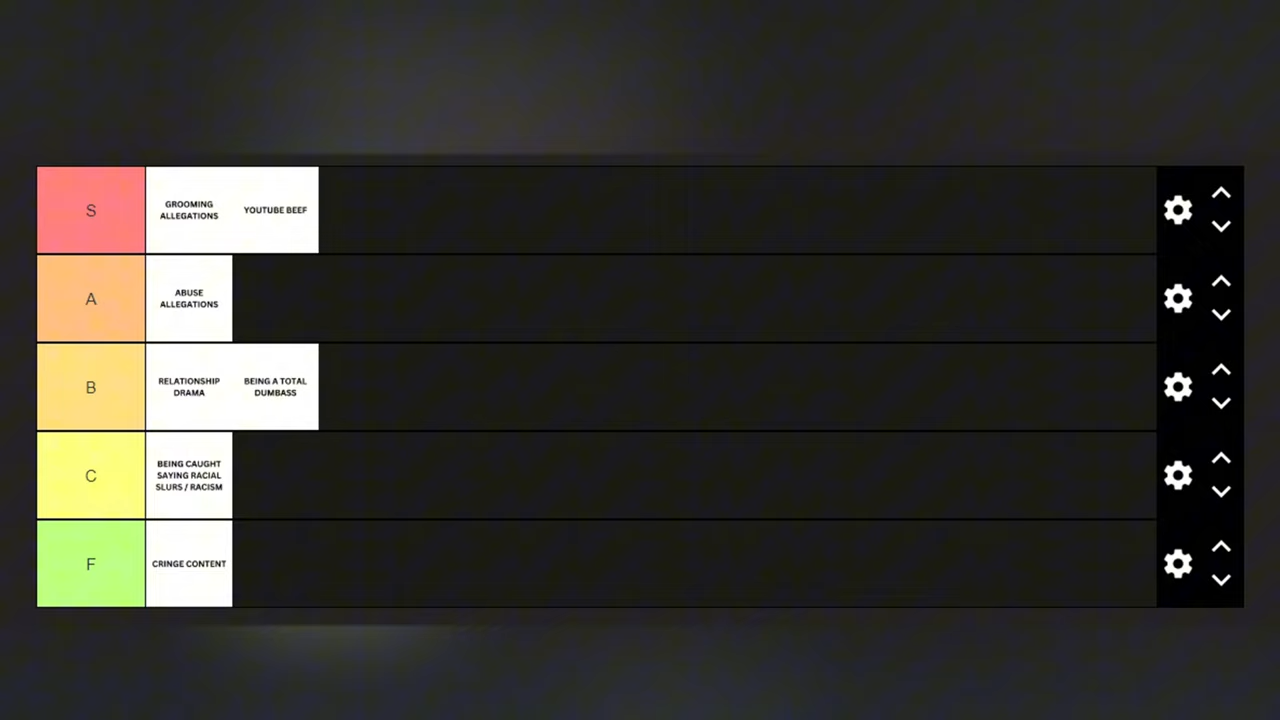 S
GROOMING
ALLEGATIONS
YOUTUBE BEEF
A
ABUSE
ALLEGATIONS
B
RELATIONSHIP
DRAMA
BEING A TOTAL
DUMBASS
C
BEING CAUGHT
SAYING RACIAL
SLURS / RACISM
F
CRINGE CONTENT